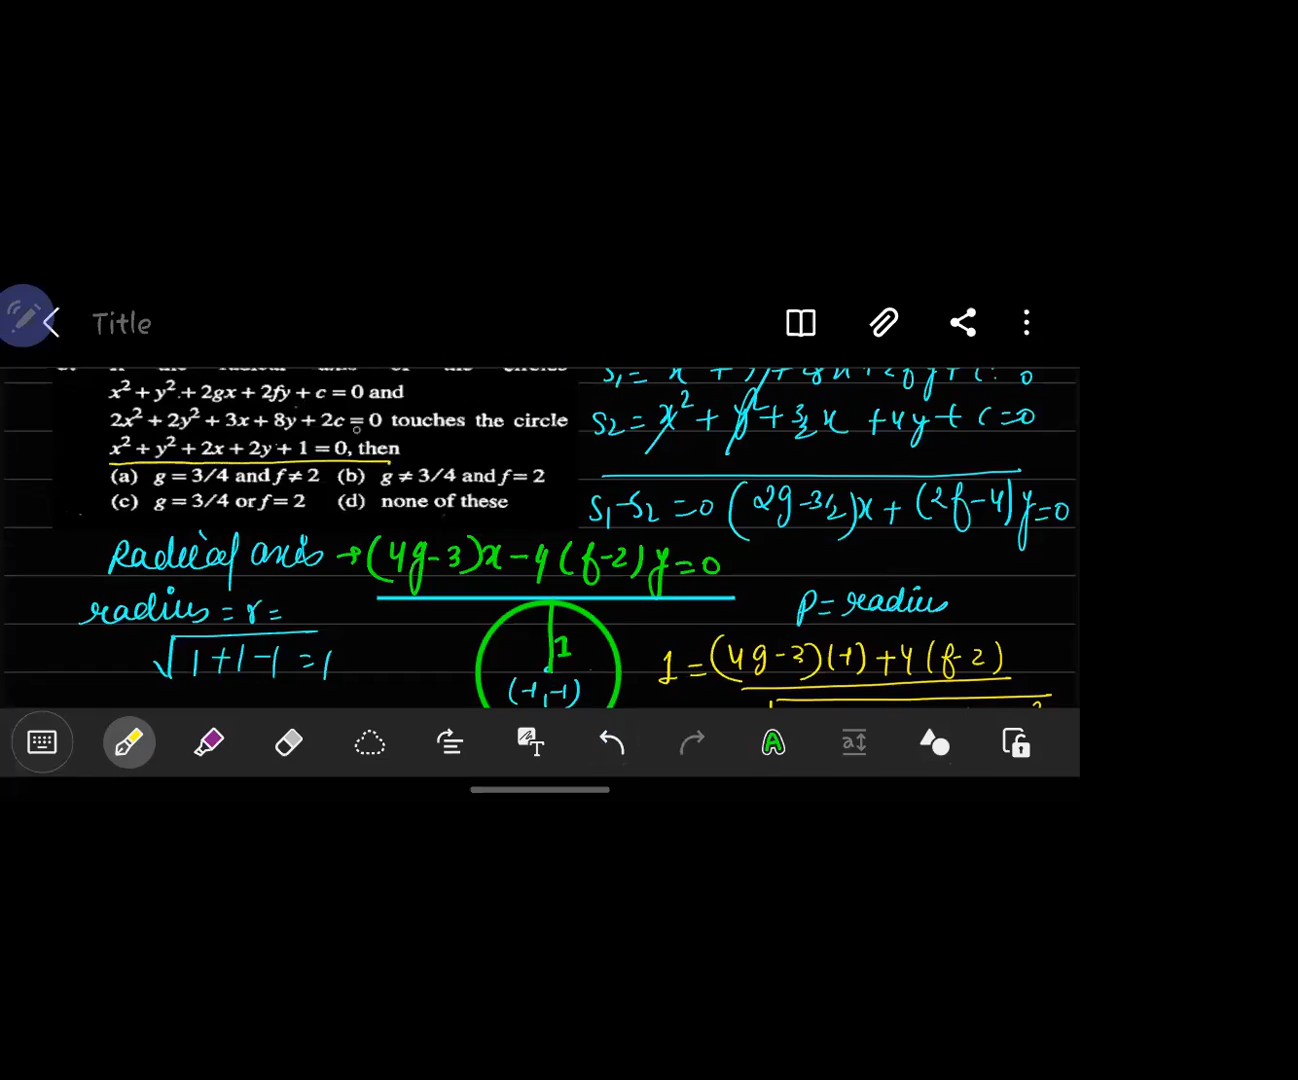 Title
x² + y² + 2gx + 2fy + c = 0 and
2x² + 2y² + 3x + 8y + 2c = 0 touches the circle
x² + y² + 2x + 2y + 1 = 0, then
(a) g = 3/4 and f ≠ 2 (b) g ≠ 3/4 and f = 2
(c) g = 3/4 or f = 2 (d) none of these
S₂ = x² + y² + 3/2 x + 4y + c = 0
S₁ - S₂ = 0 (2g - 3/2)x + (2f - 4)y = 0
Radical axis → (4g-3)x - 4(f-2)y = 0
radius = r =
√1+1-1 = 1
1
(-1,-1)
P = radius
1 = (4g-3)(-1) + 4(f-2)